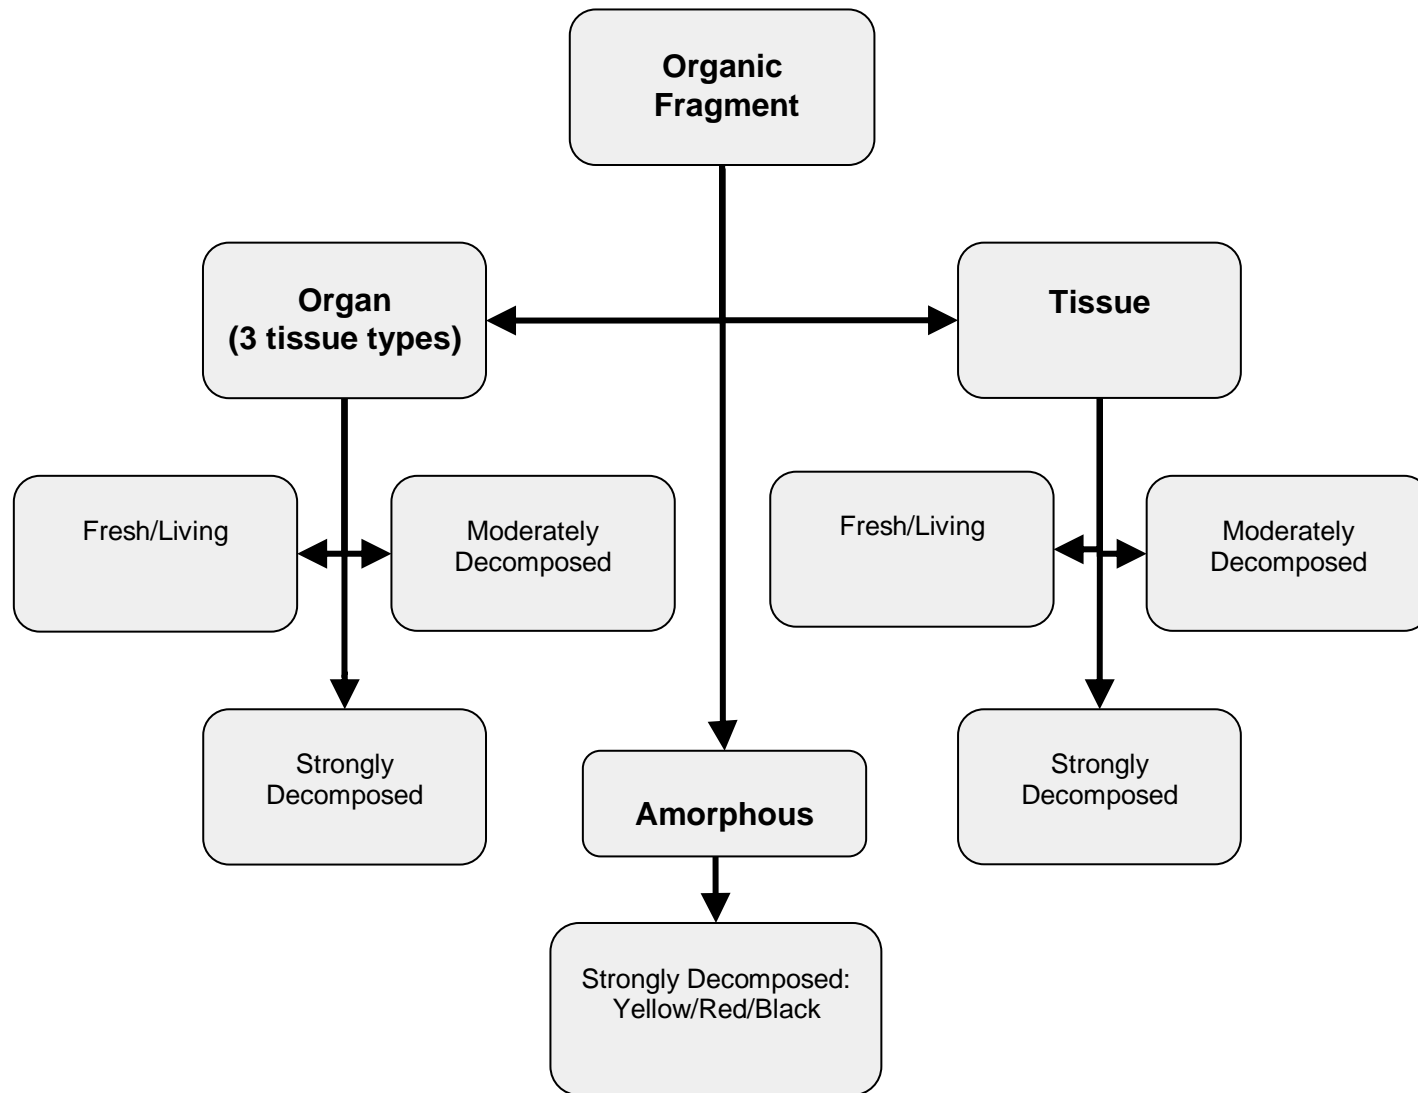 Organic
Fragment
Organ
(3 tissue types)
Tissue
Fresh/Living
Moderately
Decomposed
Fresh/Living
Moderately
Decomposed
Strongly
Decomposed
Strongly
Decomposed
Amorphous
Strongly Decomposed:
Yellow/Red/Black